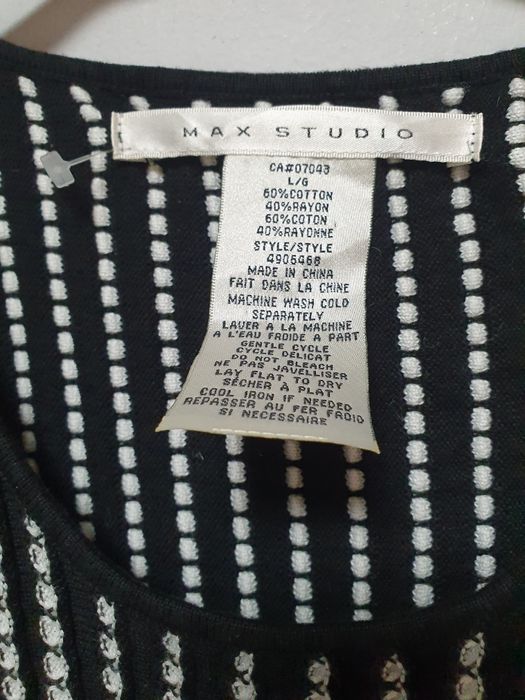 MAX STUDIO
CA#07043
L/G
60%COTTON
40%RAYON
60%COTON
40%RAYONNE
STYLE/STYLE
4906468
MADE IN CHINA
FAIT DANS LA CHINE
MACHINE WASH COLD
SEPARATELY
LAVER A LA MACHINE
A L'EAU FROIDE A PART
GENTLE CYCLE
CYCLE DELICAT
DO NOT BLEACH
NE PAS JAVELLISER
LAY FLAT TO DRY
SÉCHER À PLAT
COOL IRON IF NEEDED
REPASSER AU FER FROID
SI NECESSAIRE